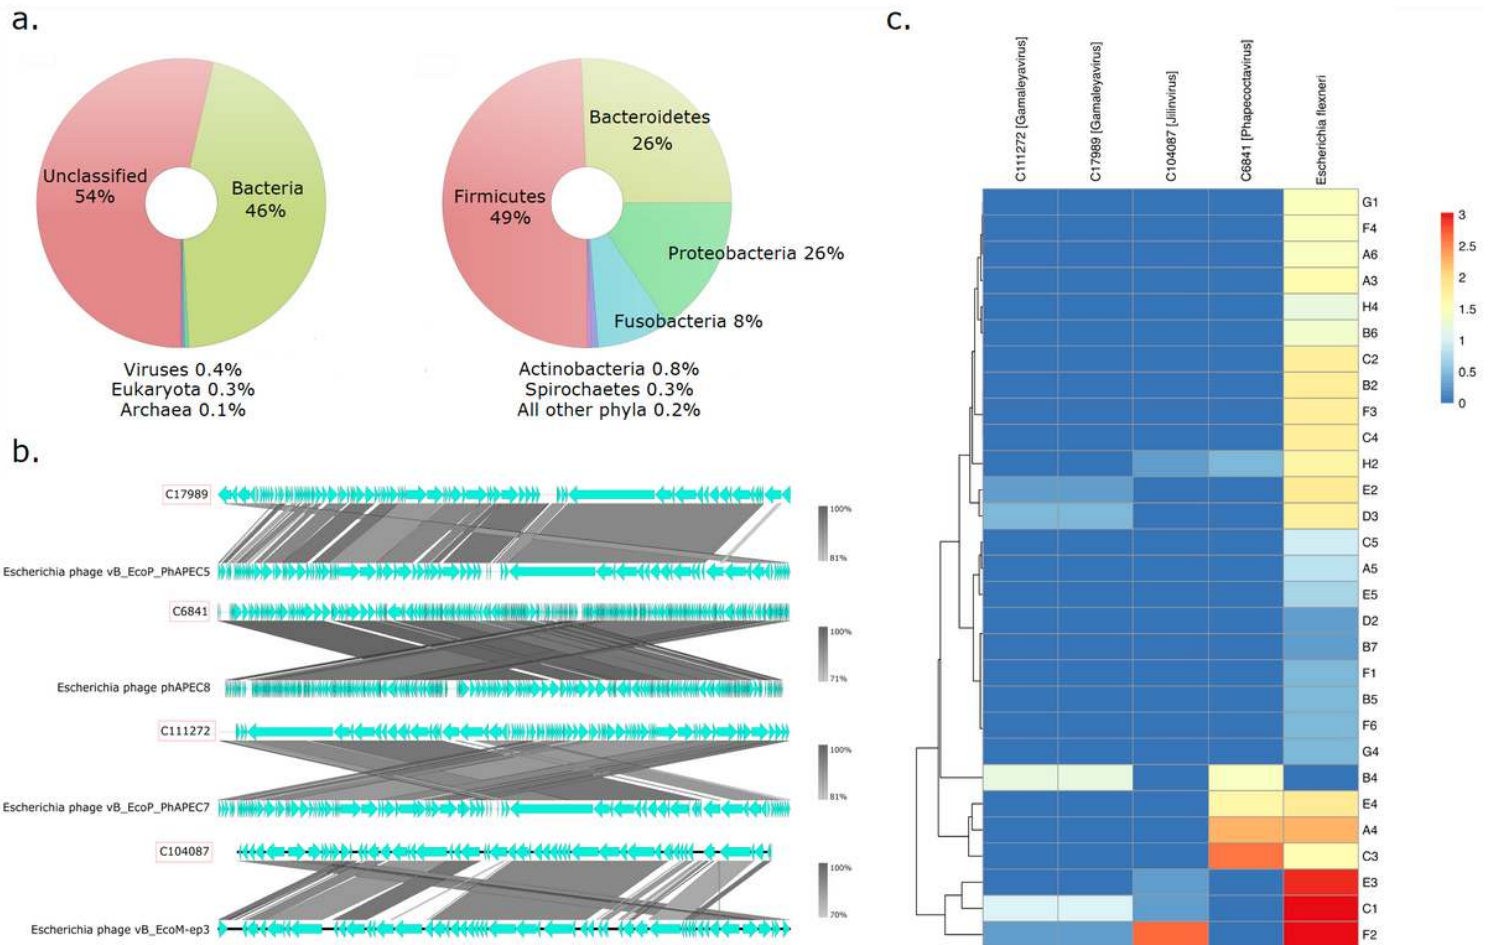 a.
Unclassified
54%
Bacteria
46%
Viruses 0.4%
Eukaryota 0.3%
Archaea 0.1%
Firmicutes
49%
Bacteroidetes
26%
Proteobacteria 26%
Fusobacteria 8%
Actinobacteria 0.8%
Spirochaetes 0.3%
All other phyla 0.2%
b.
C17989
100%
81%
Escherichia phage vB_EcoP_PhAPEC5
C6841
100%
71%
Escherichia phage phAPEC8
C111272
100%
81%
Escherichia phage vB_EcoP_PhAPEC7
C104087
100%
70%
Escherichia phage vB_EcoM-ep3
c.
C111272 [Gamaleyavirus]
C17989 [Gamaleyavirus]
C104087 [Jilinvirus]
C6841 [Phapecoctavirus]
Escherichia flexneri
G1
F4
A6
A3
H4
B6
C2
B2
F3
C4
H2
E2
D3
C5
A5
E5
D2
B7
F1
B5
F6
G4
B4
E4
A4
C3
E3
C1
F2
3
2.5
2
1.5
1
0.5
0